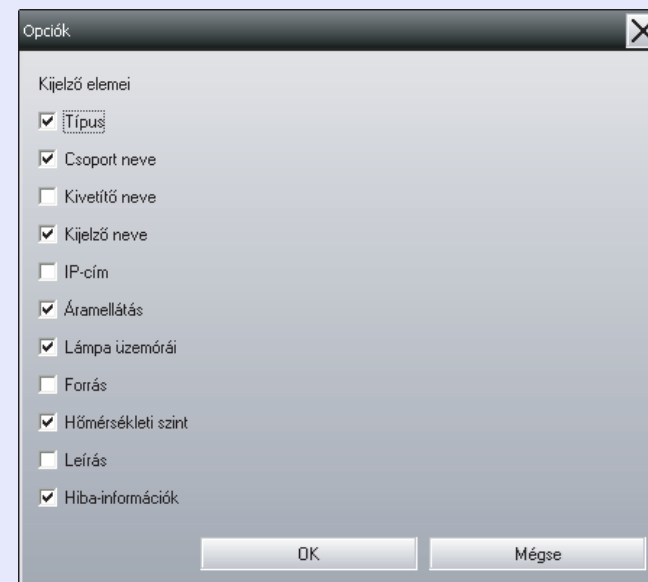 Opciók
Kijelző elemei
Típus
Csoport neve
Kivetítő neve
Kijelző neve
IP-cím
Áramellátás
Lámpa üzemórái
Forrás
Hőmérsékleti szint
Leírás
Hiba-információk
OK Mégse